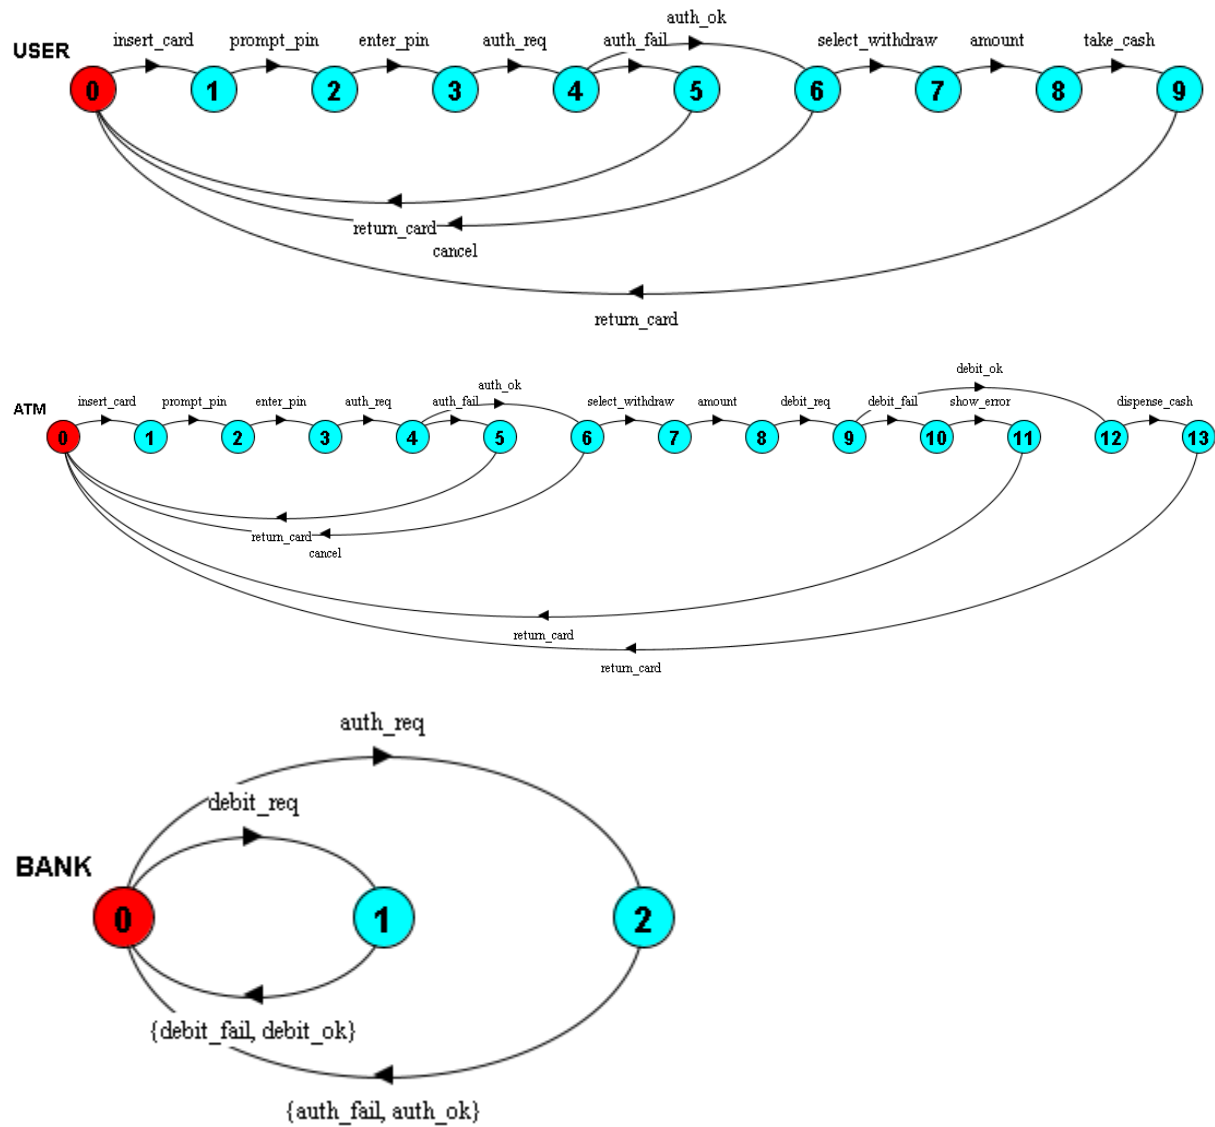 auth_ok
insert_card prompt_pin enter_pin auth_req auth_fail select_withdraw amount take_cash
USER
0 1 2 3 4 5 6 7 8 9
return_card
cancel
return_card
debit_ok
auth_ok
insert_card prompt_pin enter_pin auth_req auth_fail select_withdraw amount debit_req debit_fail show_error dispense_cash
ATM
0 1 2 3 4 5 6 7 8 9 10 11 12 13
return_card
cancel
return_card
return_card
auth_req
debit_req
BANK
0 1 2
{debit_fail, debit_ok}
{auth_fail, auth_ok}